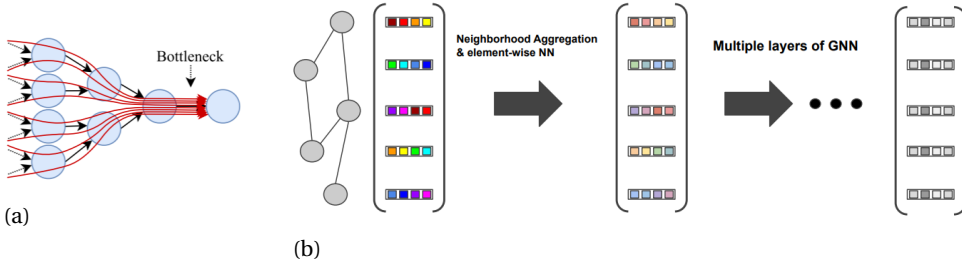 Bottleneck
(a)
Neighborhood Aggregation
& element-wise NN
Multiple layers of GNN
(b)